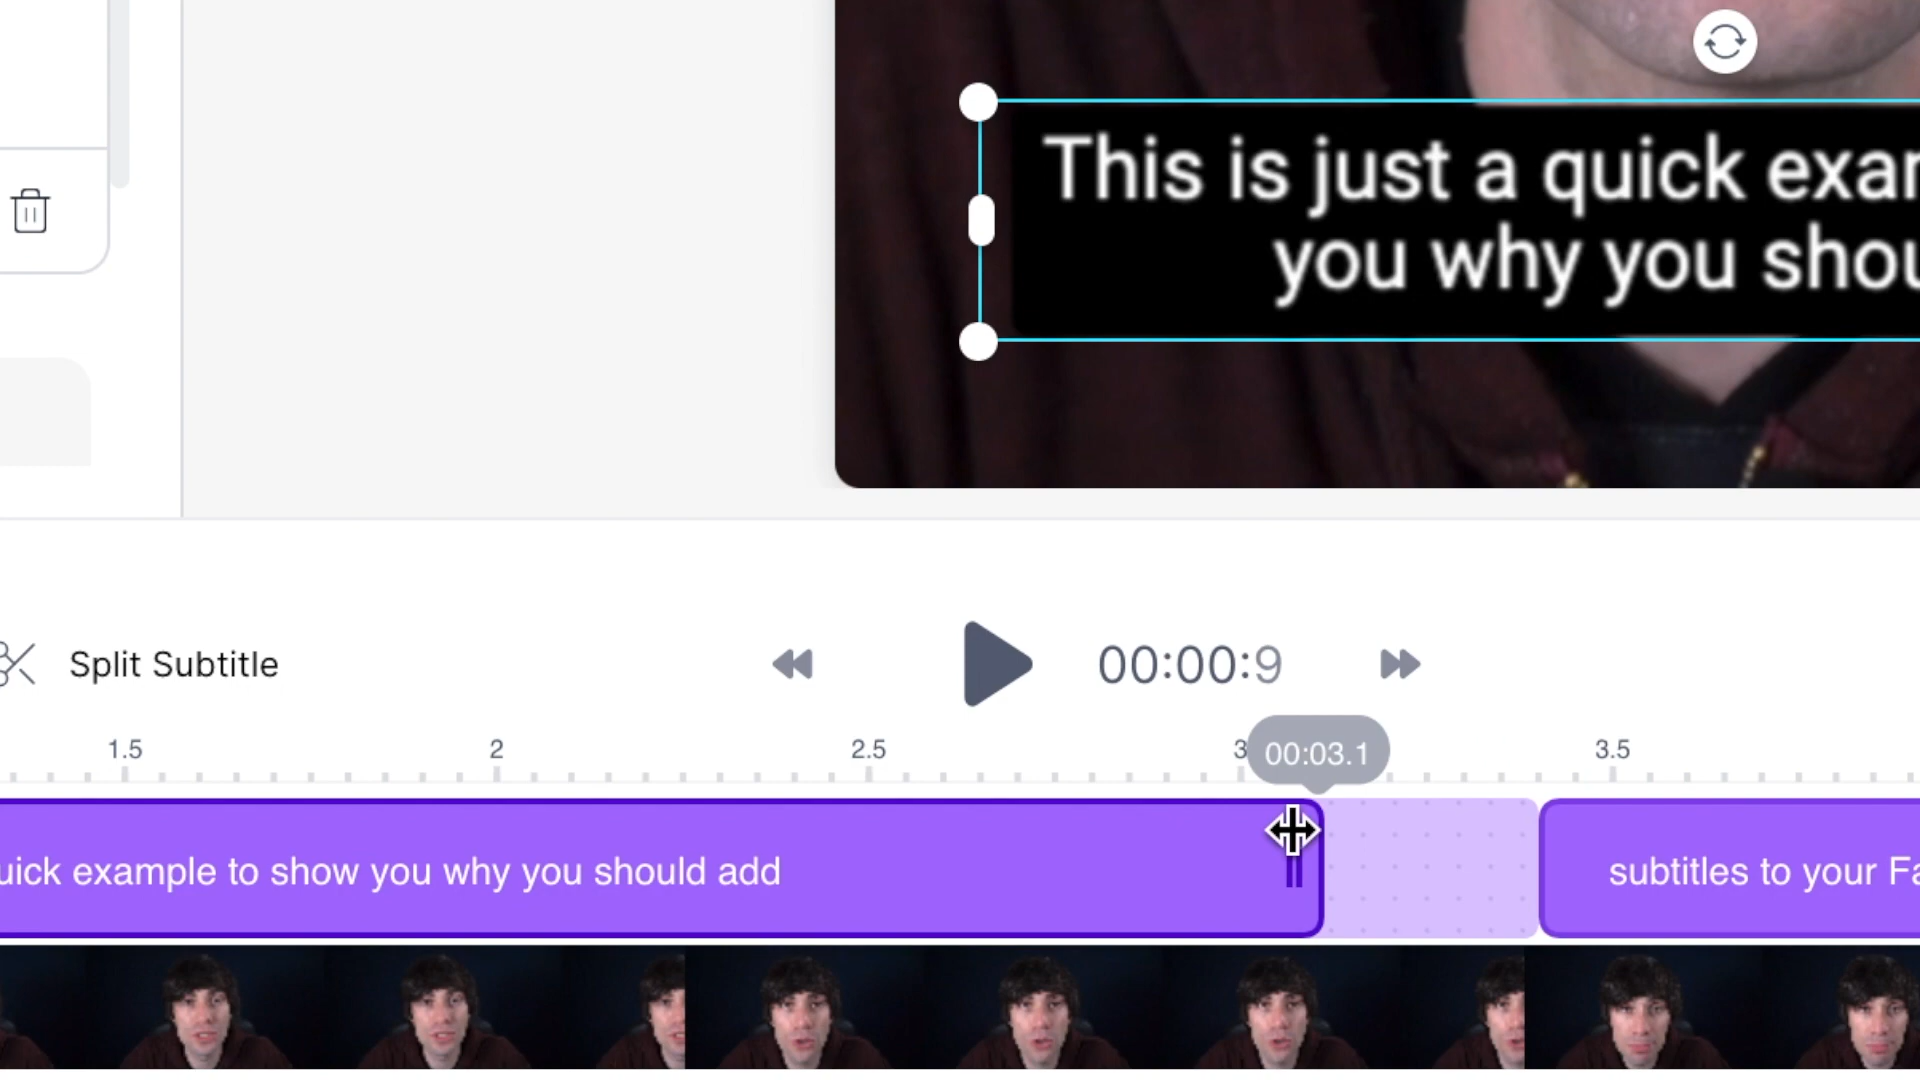 This is just a quick exam
you why you shou
Split Subtitle
00:00:9
1.5
2
2.5
3
00:03.1
3.5
uick example to show you why you should add
subtitles to your Fa